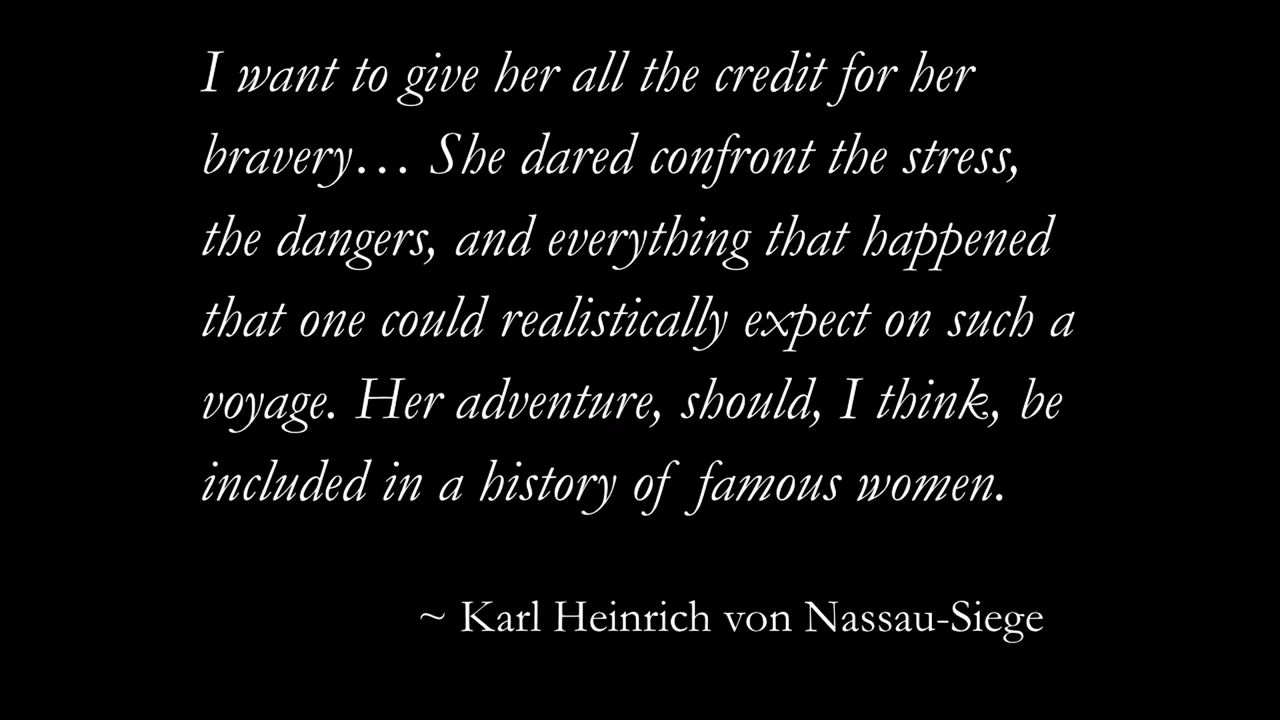 I want to give her all the credit for her
bravery… She dared confront the stress,
the dangers, and everything that happened
that one could realistically expect on such a
voyage. Her adventure, should, I think, be
included in a history of famous women.
~ Karl Heinrich von Nassau-Siege